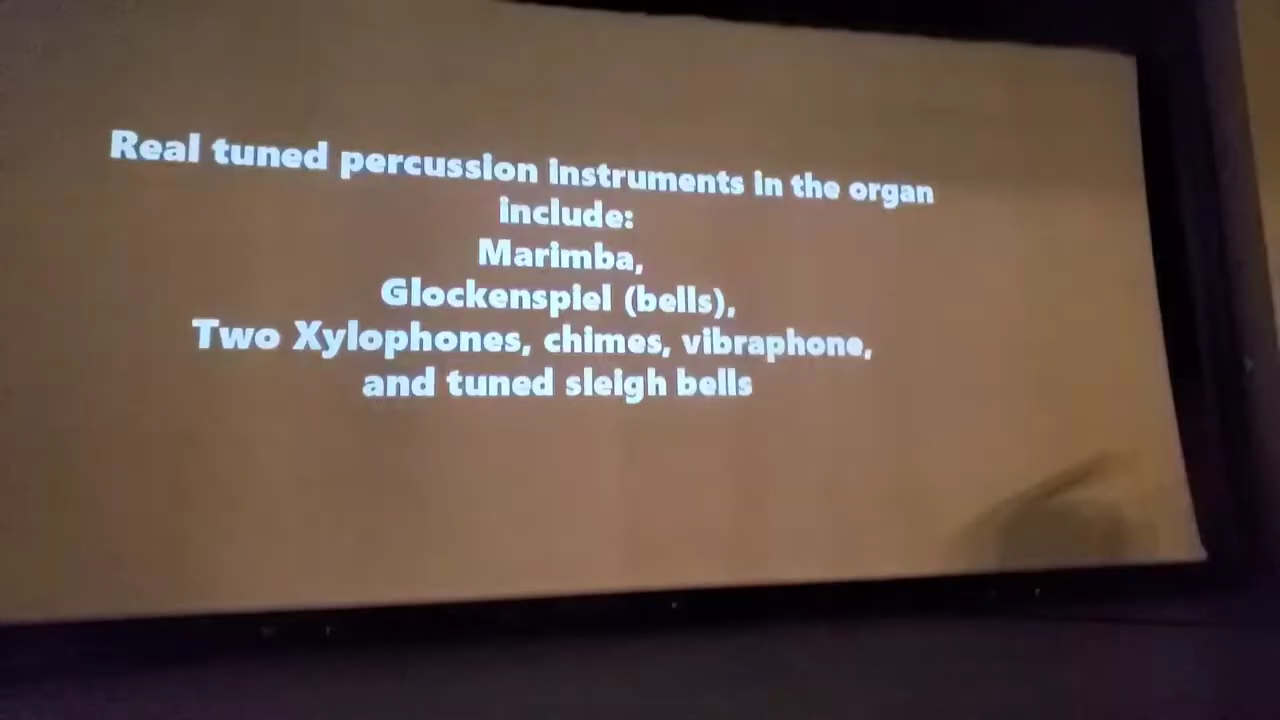 Real tuned percussion instruments in the organ
include:
Marimba,
Glockenspiel (bells),
Two Xylophones, chimes, vibraphone,
and tuned sleigh bells